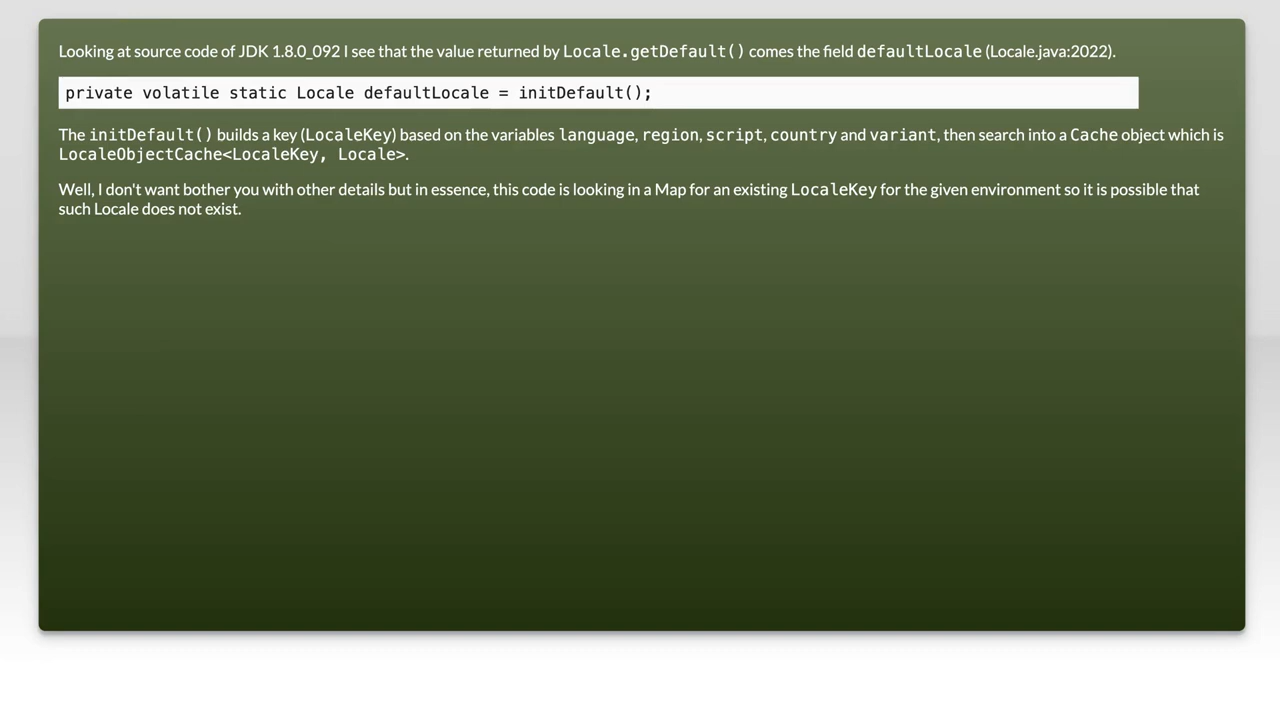 Looking at source code of JDK 1.8.0_092 I see that the value returned by Locale.getDefault() comes the field defaultLocale (Locale.java:2022).
private volatile static Locale defaultLocale = initDefault();
The initDefault() builds a key (LocaleKey) based on the variables language, region, script, country and variant, then search into a Cache object which is
LocaleObjectCache<LocaleKey, Locale>.
Well, I don't want bother you with other details but in essence, this code is looking in a Map for an existing LocaleKey for the given environment so it is possible that
such Locale does not exist.